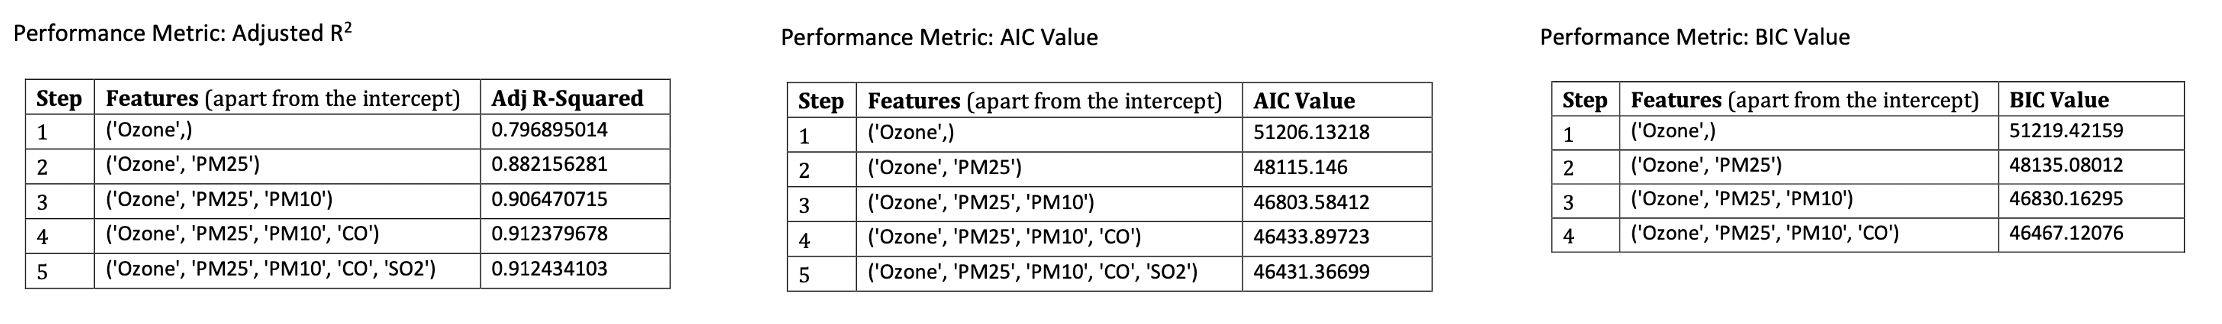 Performance Metric: Adjusted R²
Step Features (apart from the intercept) Adj R-Squared
1 ('Ozone',) 0.796895014
2 ('Ozone', 'PM25') 0.882156281
3 ('Ozone', 'PM25', 'PM10') 0.906470715
4 ('Ozone', 'PM25', 'PM10', 'CO') 0.912379678
5 ('Ozone', 'PM25', 'PM10', 'CO', 'SO2') 0.912434103
Performance Metric: AIC Value
Step Features (apart from the intercept) AIC Value
1 ('Ozone',) 51206.13218
2 ('Ozone', 'PM25') 48115.146
3 ('Ozone', 'PM25', 'PM10') 46803.58412
4 ('Ozone', 'PM25', 'PM10', 'CO') 46433.89723
5 ('Ozone', 'PM25', 'PM10', 'CO', 'SO2') 46431.36699
Performance Metric: BIC Value
Step Features (apart from the intercept) BIC Value
1 ('Ozone',) 51219.42159
2 ('Ozone', 'PM25') 48135.08012
3 ('Ozone', 'PM25', 'PM10') 46830.16295
4 ('Ozone', 'PM25', 'PM10', 'CO') 46467.12076